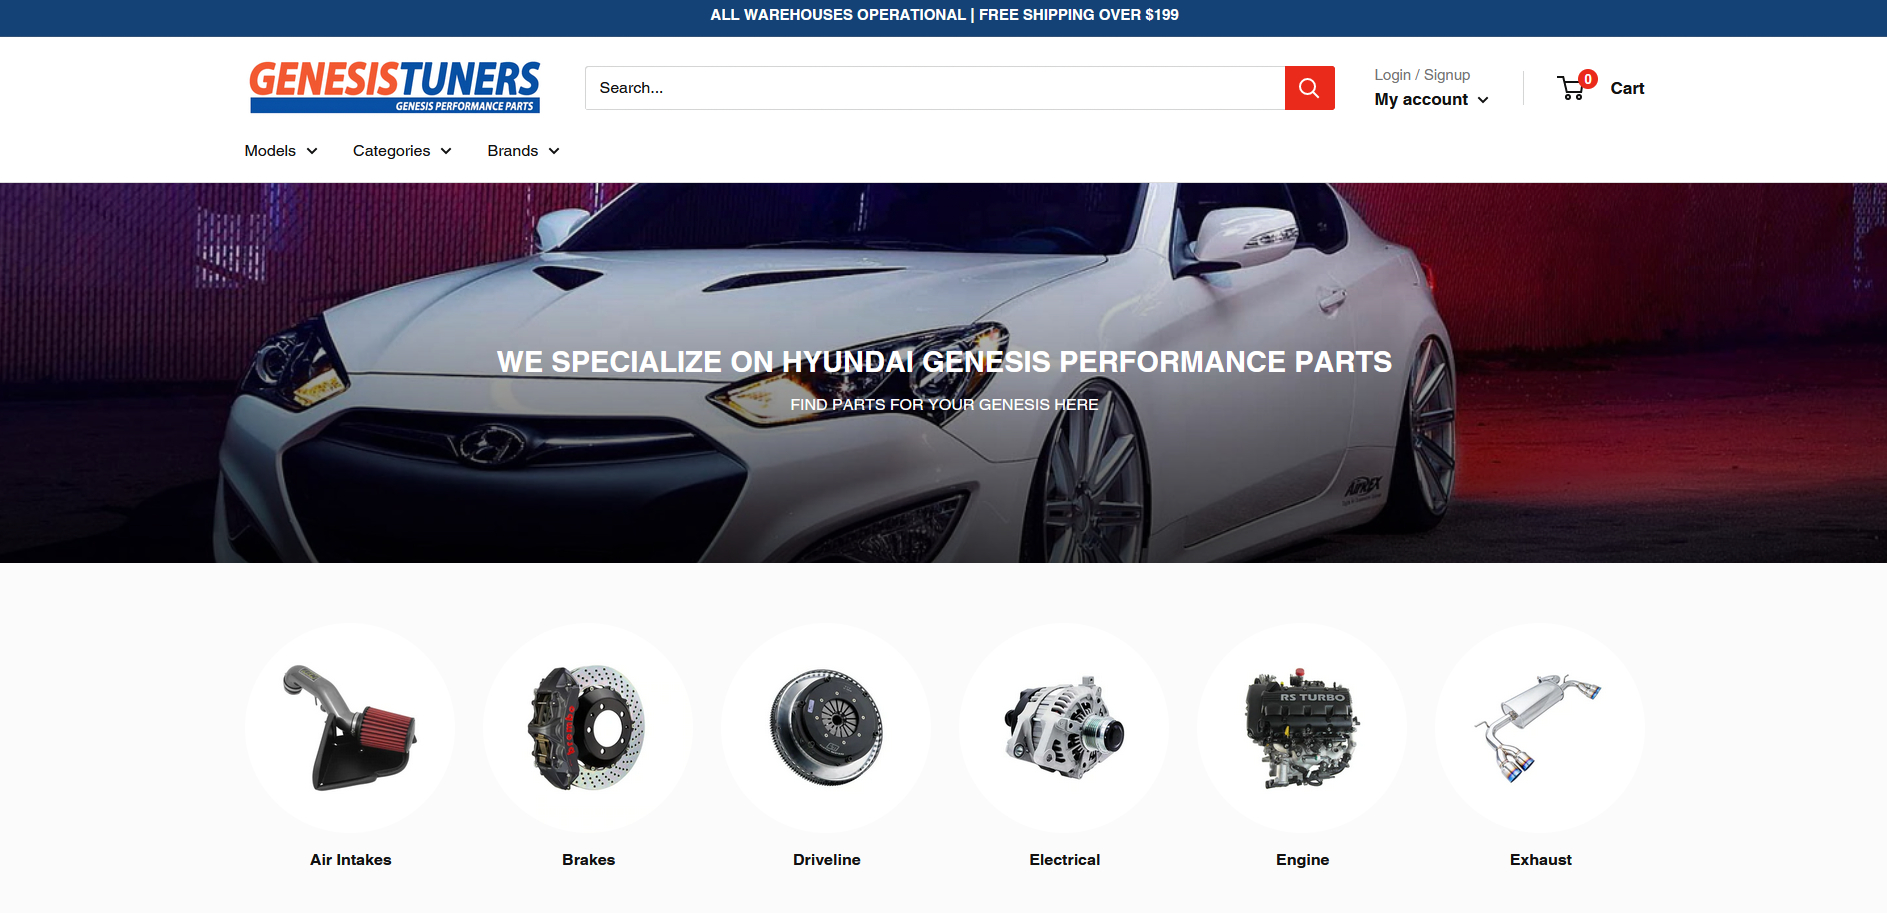 ALL WAREHOUSES OPERATIONAL | FREE SHIPPING OVER $199
GENESISTUNERS
GENESIS PERFORMANCE PARTS
Search...
Login / Signup
My account
0
Cart
Models
Categories
Brands
WE SPECIALIZE ON HYUNDAI GENESIS PERFORMANCE PARTS
FIND PARTS FOR YOUR GENESIS HERE
AirREX
brembo
RS TURBO
Air Intakes
Brakes
Driveline
Electrical
Engine
Exhaust